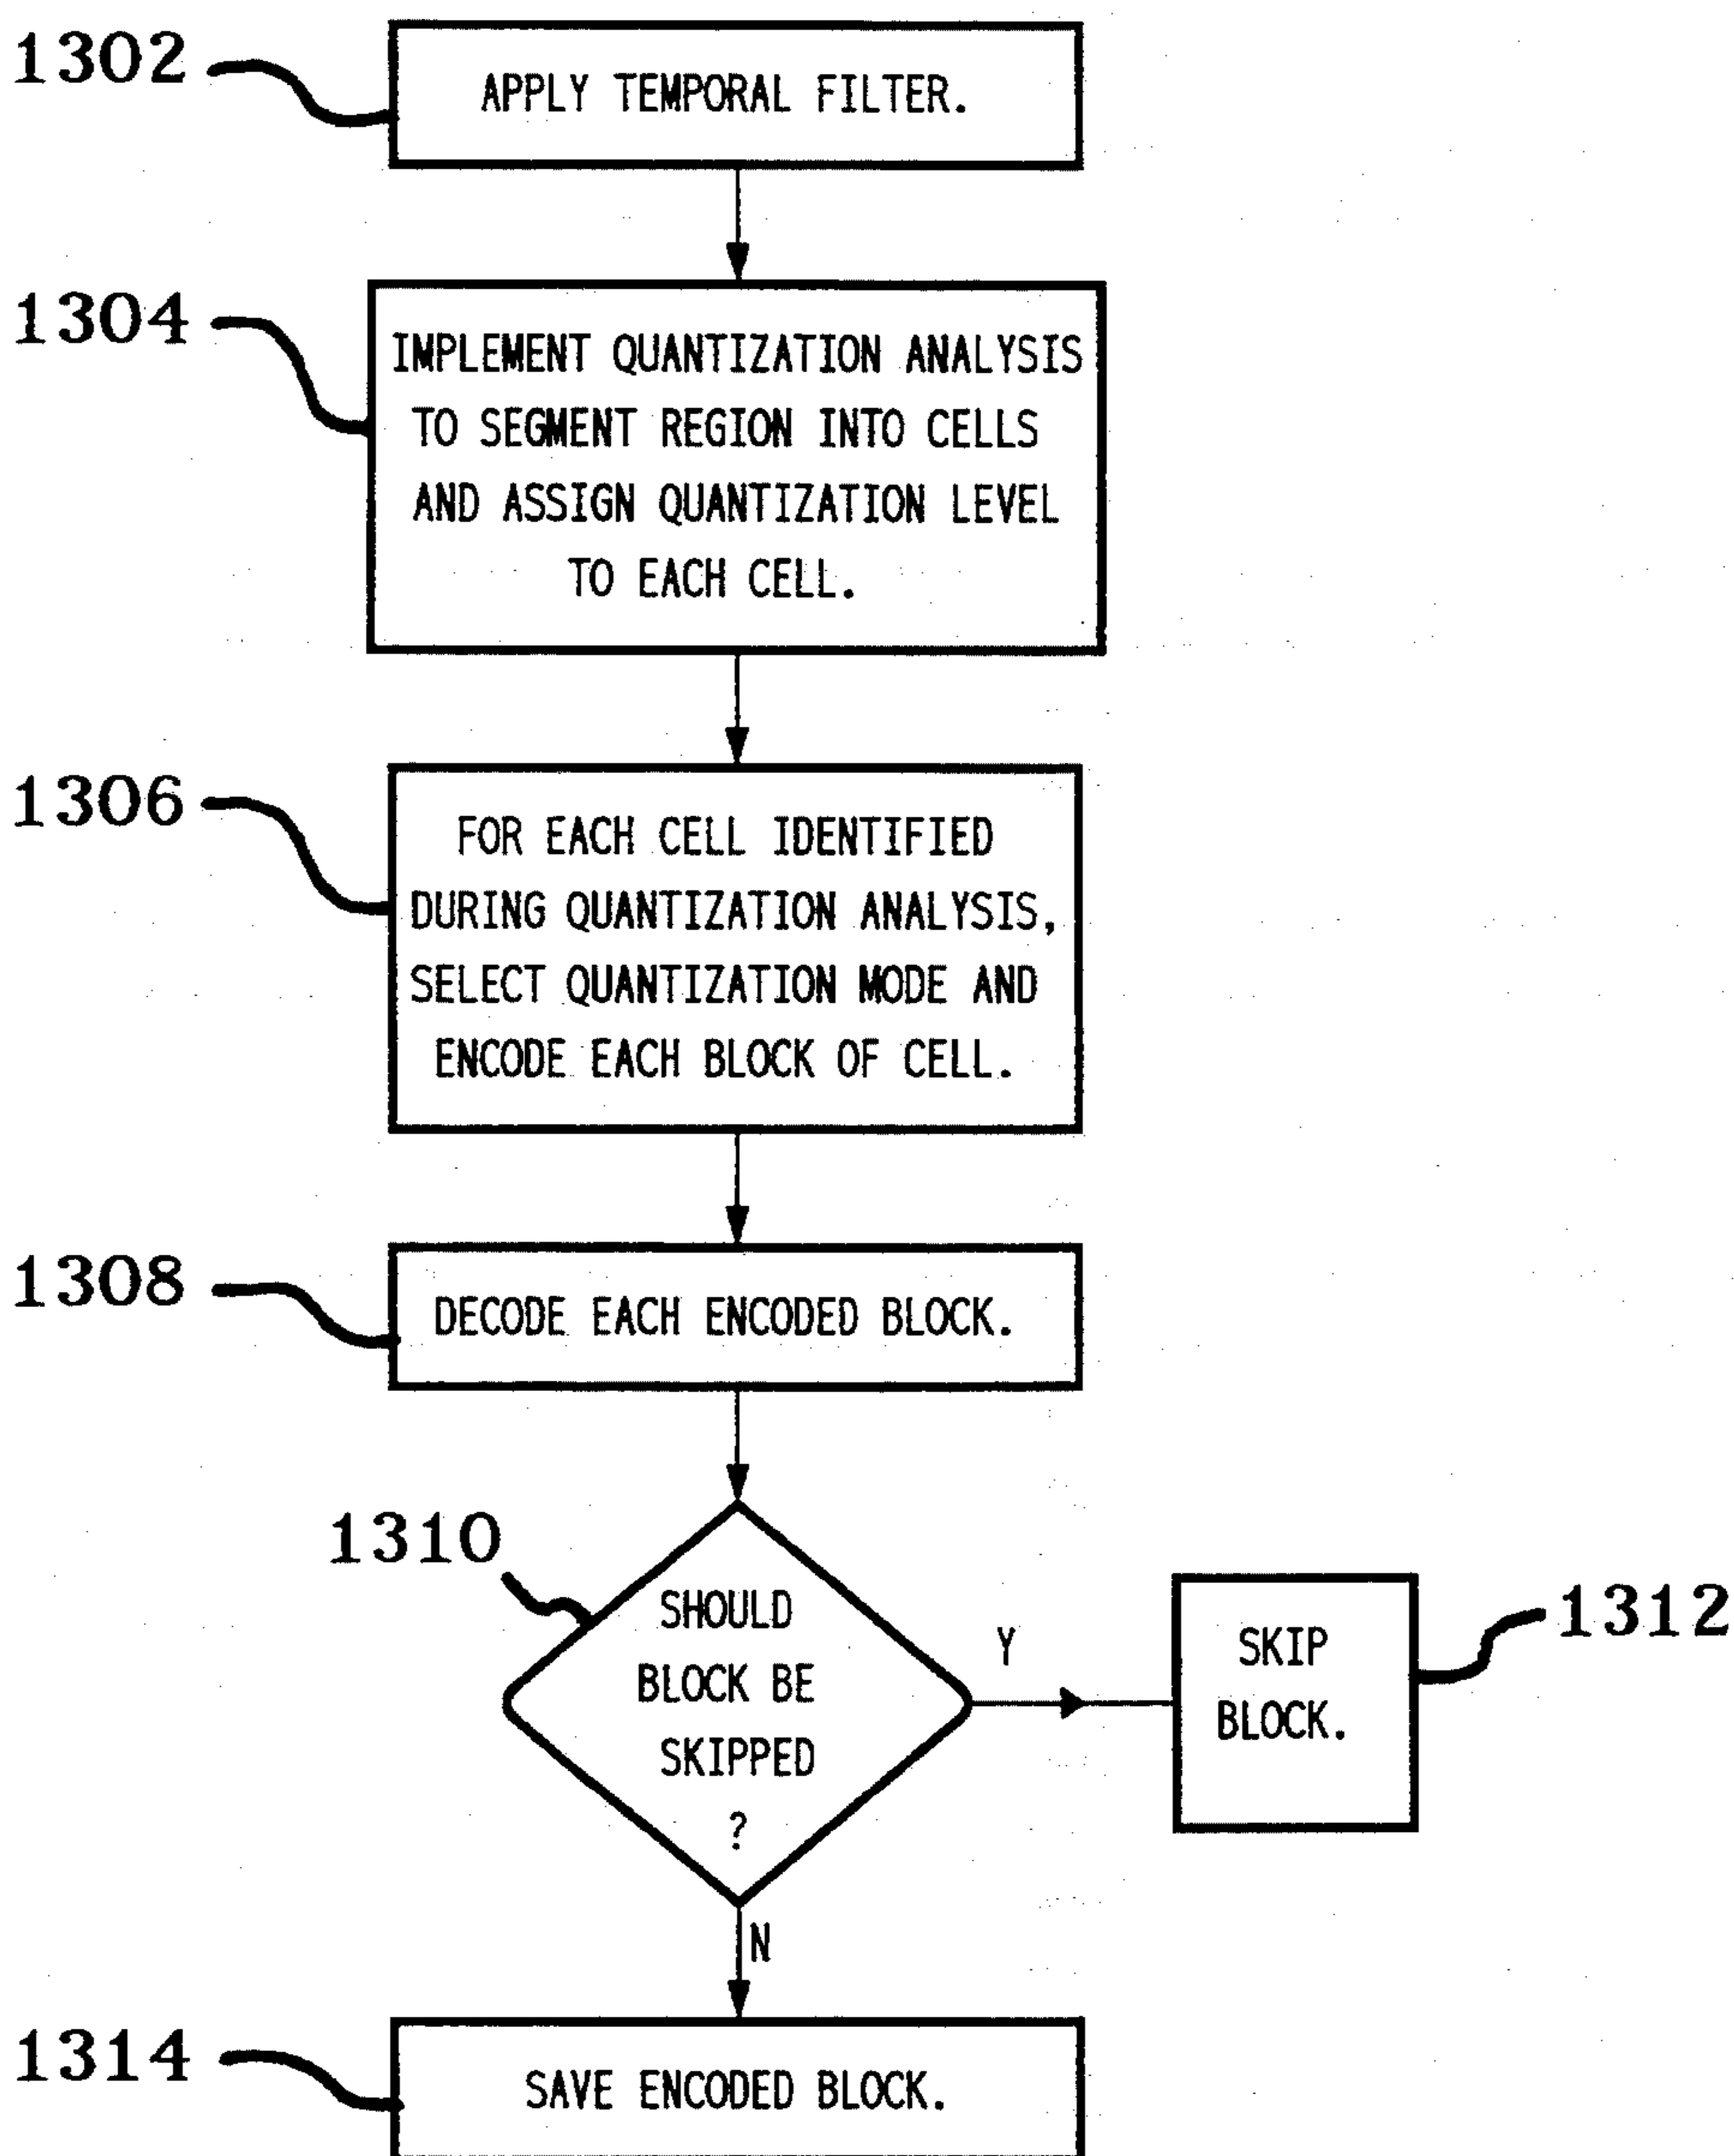 1302
APPLY TEMPORAL FILTER.
1304
IMPLEMENT QUANTIZATION ANALYSIS
TO SEGMENT REGION INTO CELLS
AND ASSIGN QUANTIZATION LEVEL
TO EACH CELL.
1306
FOR EACH CELL IDENTIFIED
DURING QUANTIZATION ANALYSIS,
SELECT QUANTIZATION MODE AND
ENCODE EACH BLOCK OF CELL.
1308
DECODE EACH ENCODED BLOCK.
1310
SHOULD
BLOCK BE
SKIPPED
?
Y
SKIP
BLOCK.
1312
N
1314
SAVE ENCODED BLOCK.